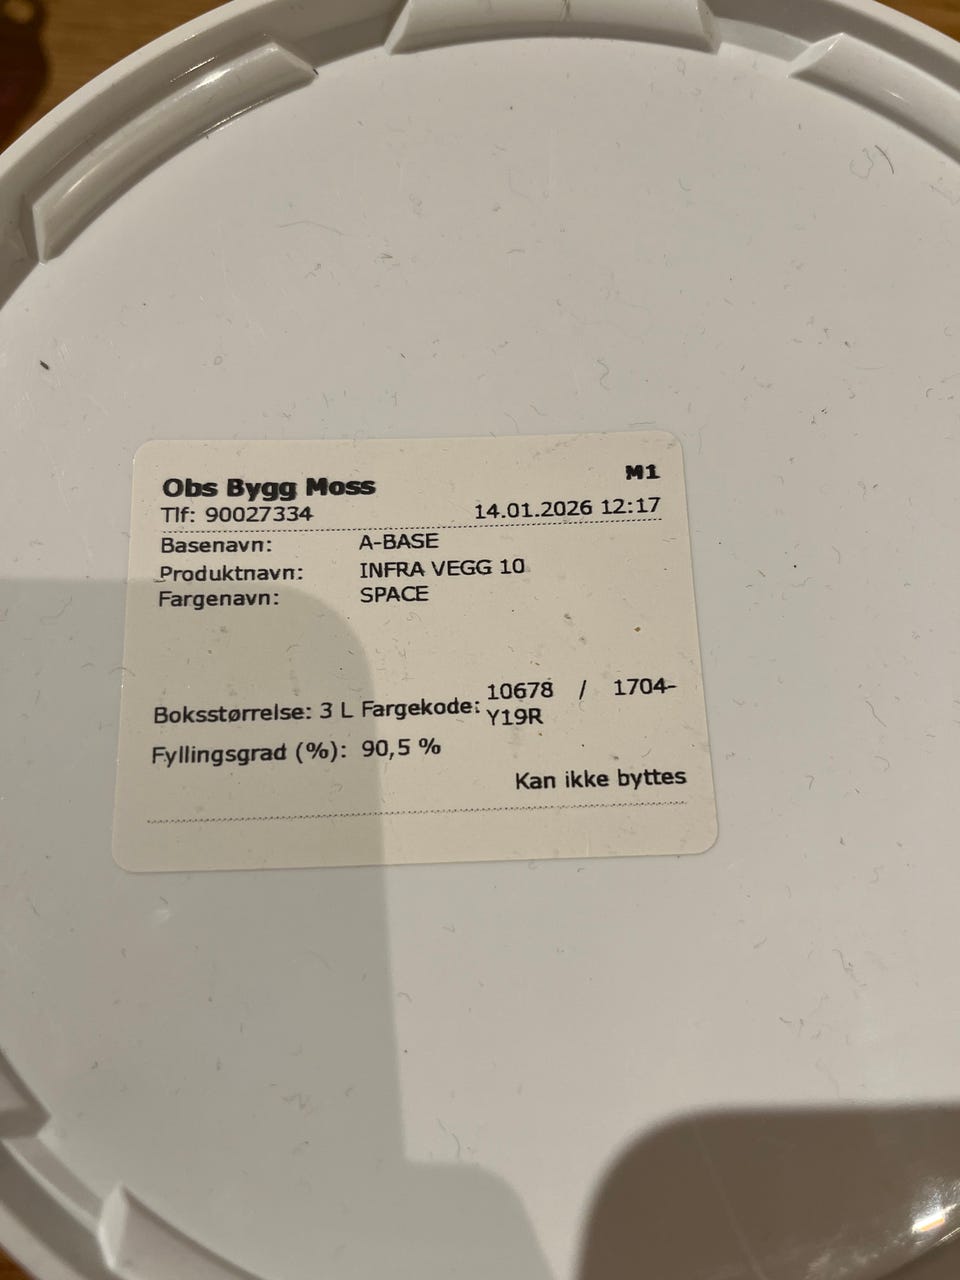 Obs Bygg Moss M1
Tlf: 90027334 14.01.2026 12:17
Basenavn: A-BASE
Produktnavn: INFRA VEGG 10
Fargenavn: SPACE
Boksstørrelse: 3 L Fargekode: 10678 / 1704-
Y19R
Fyllingsgrad (%): 90,5 %
Kan ikke byttes